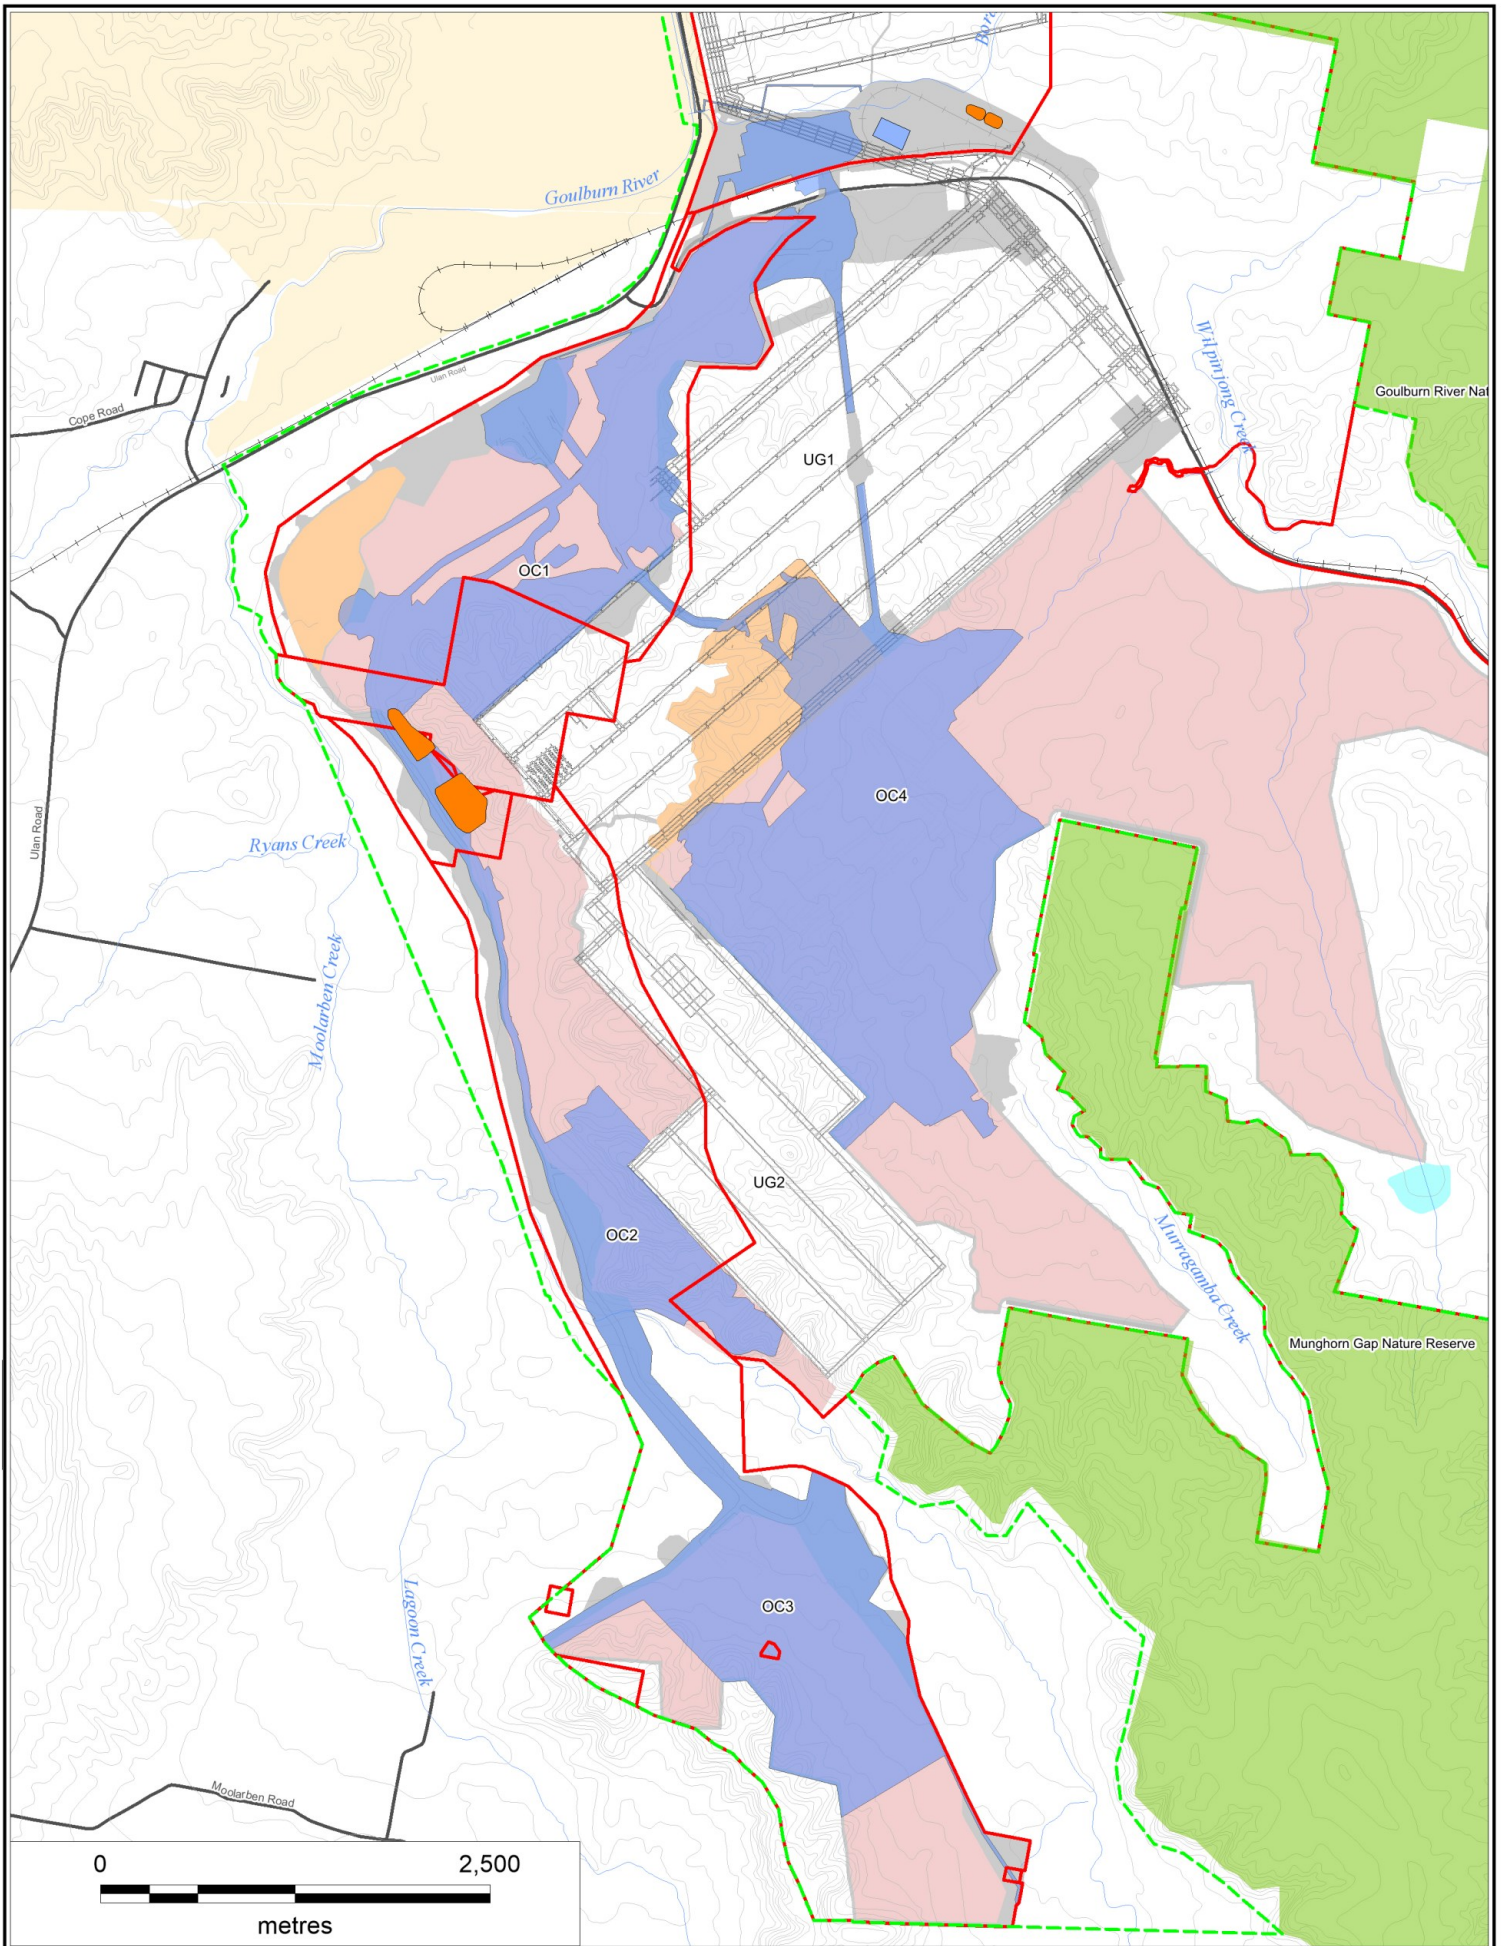 Goulburn River
Ulan Road
Cope Road
Wilpinjong Creek
Goulburn River Nat
UG1
OC1
OC4
Ulan Road
Ryans Creek
Moolarben Creek
UG2
OC2
Murragamba Creek
Munghorn Gap Nature Reserve
Lagoon Creek
OC3
Moolarben Road
0 2,500
metres